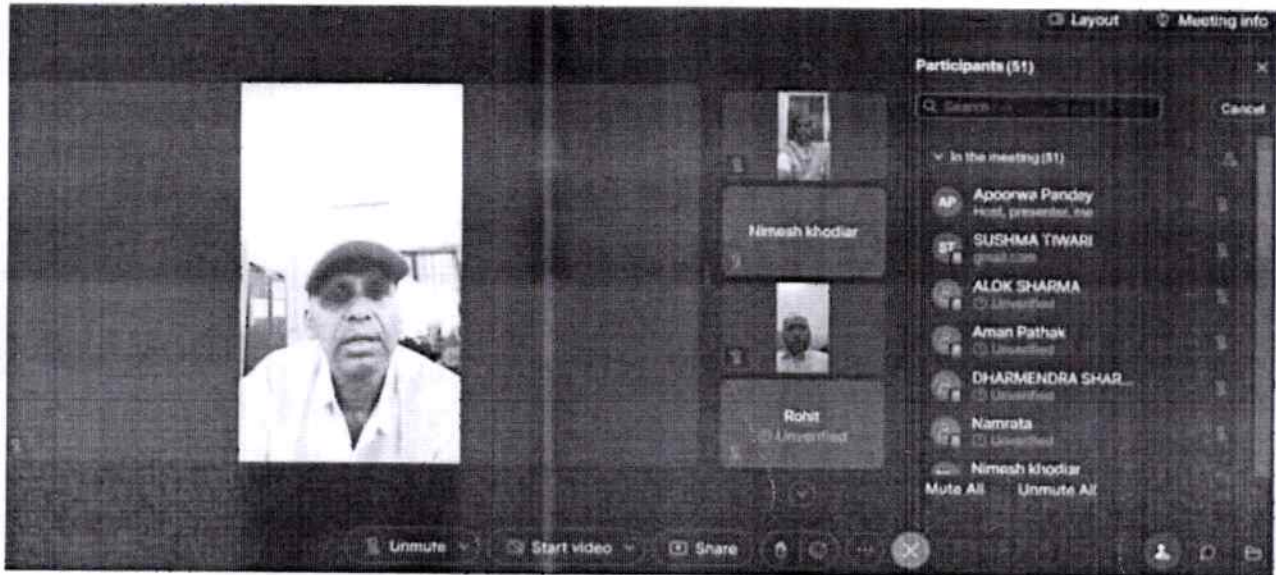 Layout
Meeting info
Participants (51)
Search
Cancel
In the meeting (51)
AP
Apoorwa Pandey
Host, presenter, me
ST
SUSHMA TIWARI
gmail.com
ALOK SHARMA
Unverified
Aman Pathak
Unverified
DHARMENDRA SHAR...
Unverified
Namrata
Unverified
Nimesh khodiar
Mute All
Unmute All
Nimesh khodiar
Rohit
Unverified
Unmute
Start video
Share